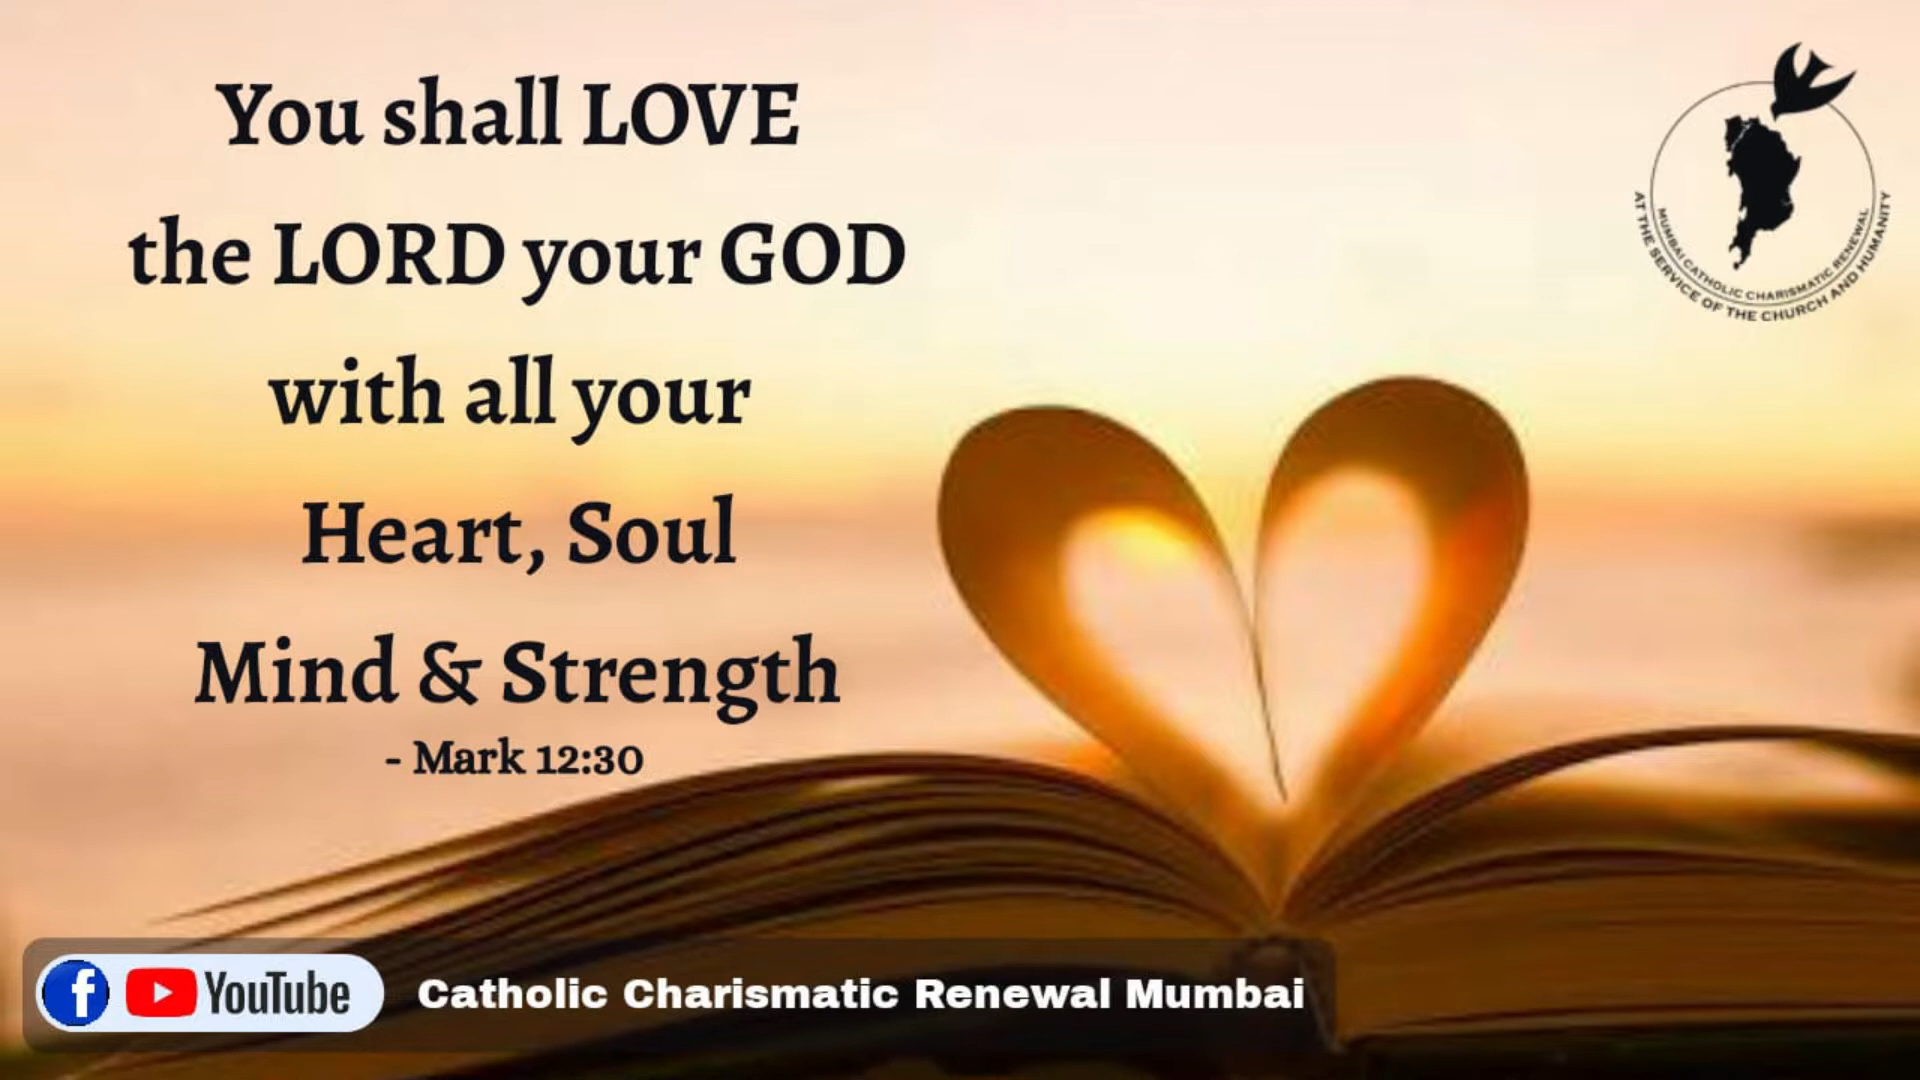 You shall LOVE
the LORD your GOD
with all your
Heart, Soul
Mind & Strength
- Mark 12:30
MUMBAI CATHOLIC CHARISMATIC RENEWAL
AT THE SERVICE OF THE CHURCH AND HUMANITY
f YouTube Catholic Charismatic Renewal Mumbai